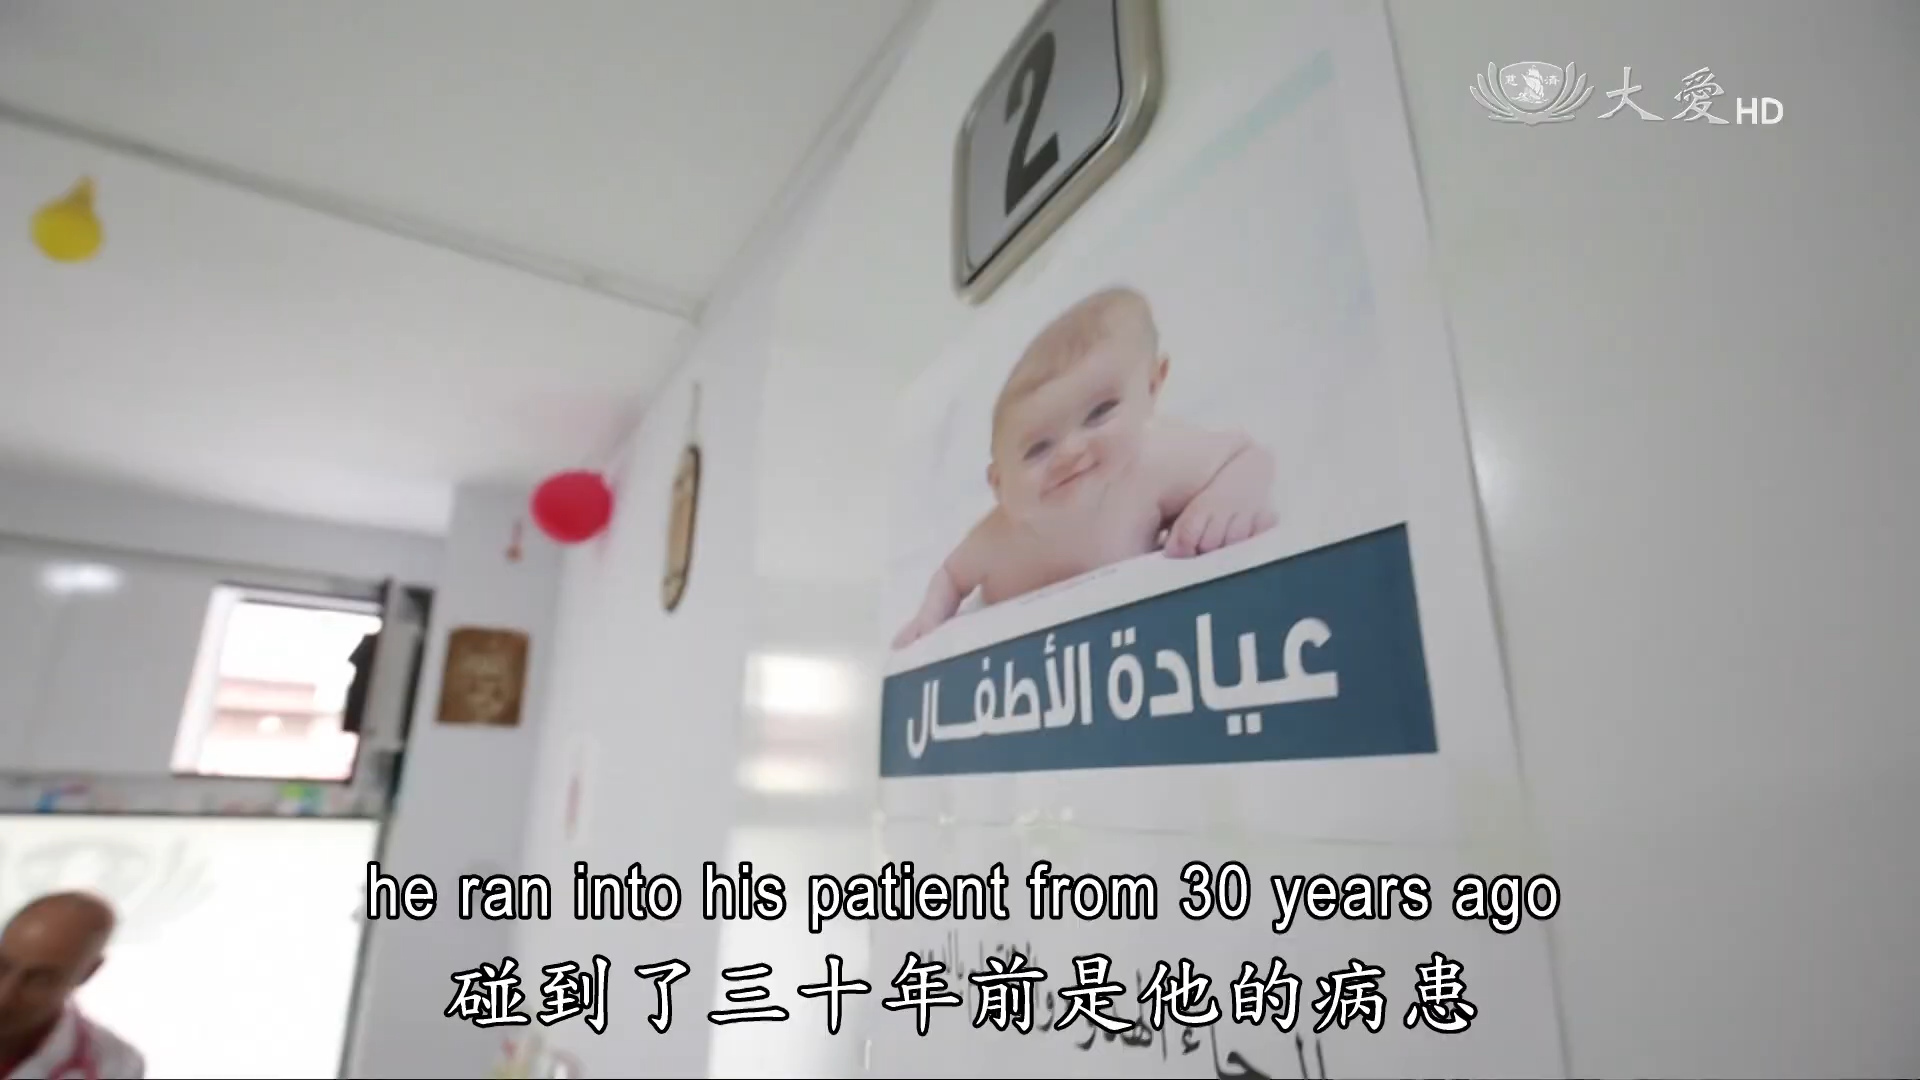 2
大愛HD
عيادة الأطفـال
he ran into his patient from 30 years ago
碰到了三十年前是他的病患